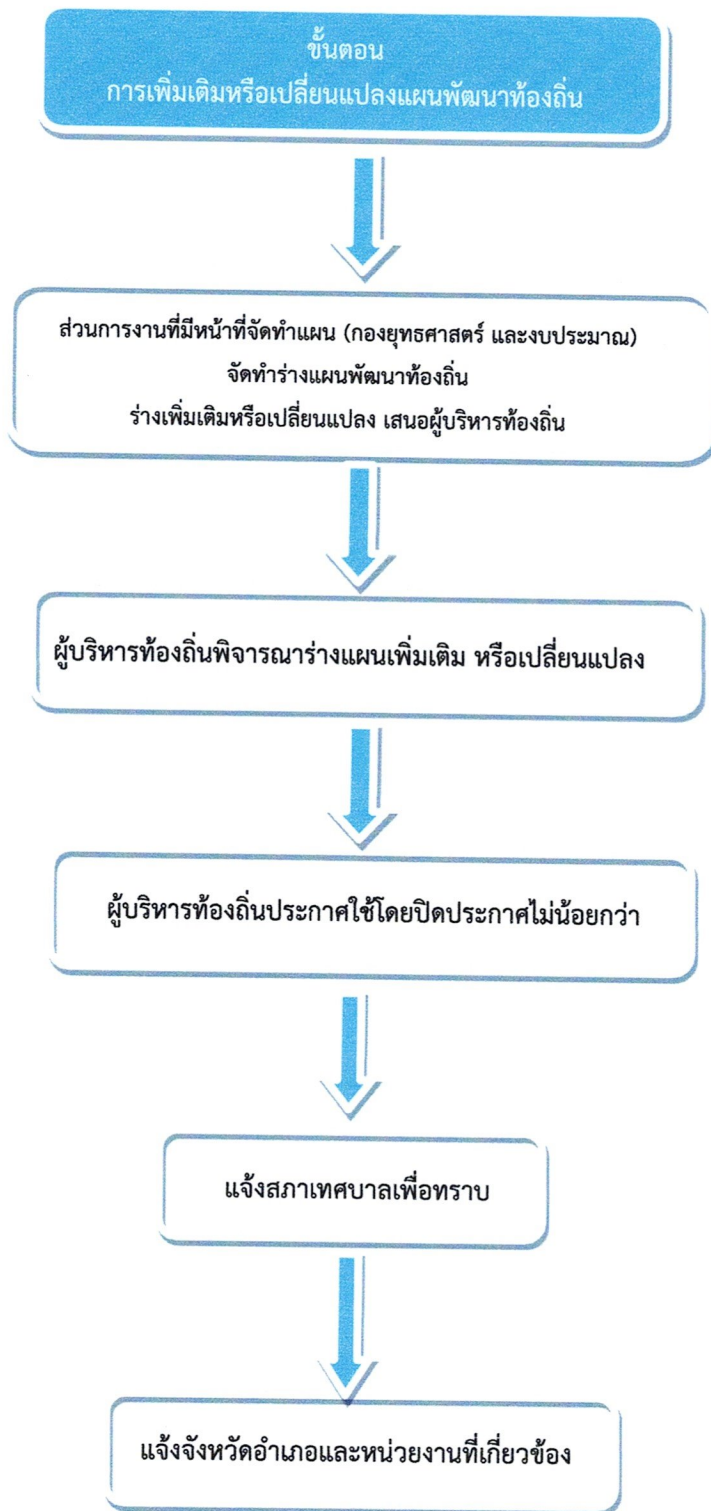 ขั้นตอน
การเพิ่มเติมหรือเปลี่ยนแปลงแผนพัฒนาท้องถิ่น
ส่วนการงานที่มีหน้าที่จัดทำแผน (กองยุทธศาสตร์ และงบประมาณ)
จัดทำร่างแผนพัฒนาท้องถิ่น
ร่างเพิ่มเติมหรือเปลี่ยนแปลง เสนอผู้บริหารท้องถิ่น
ผู้บริหารท้องถิ่นพิจารณาร่างแผนเพิ่มเติม หรือเปลี่ยนแปลง
ผู้บริหารท้องถิ่นประกาศใช้โดยปิดประกาศไม่น้อยกว่า
แจ้งสภาเทศบาลเพื่อทราบ
แจ้งจังหวัดอำเภอและหน่วยงานที่เกี่ยวข้อง